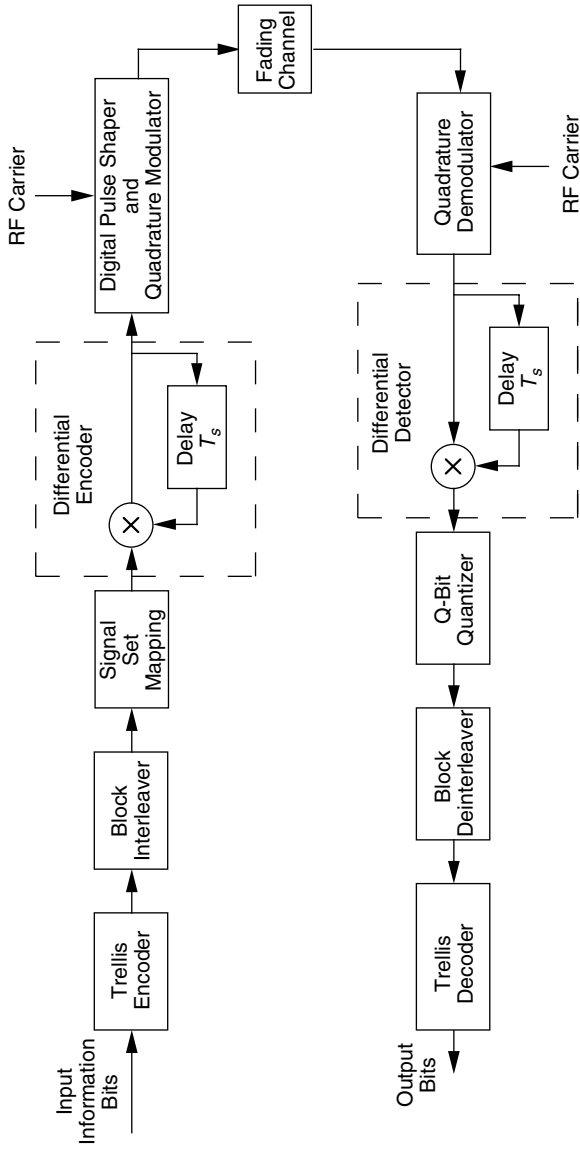 Input
Information
Bits
Trellis
Encoder
Block
Interleaver
Signal
Set
Mapping
Differential
Encoder
×
Delay
Ts
RF Carrier
Digital Pulse Shaper
and
Quadrature Modulator
Fading
Channel
Quadrature
Demodulator
RF Carrier
Differential
Detector
×
Delay
Ts
Q-Bit
Quantizer
Block
Deinterleaver
Trellis
Decoder
Output
Bits